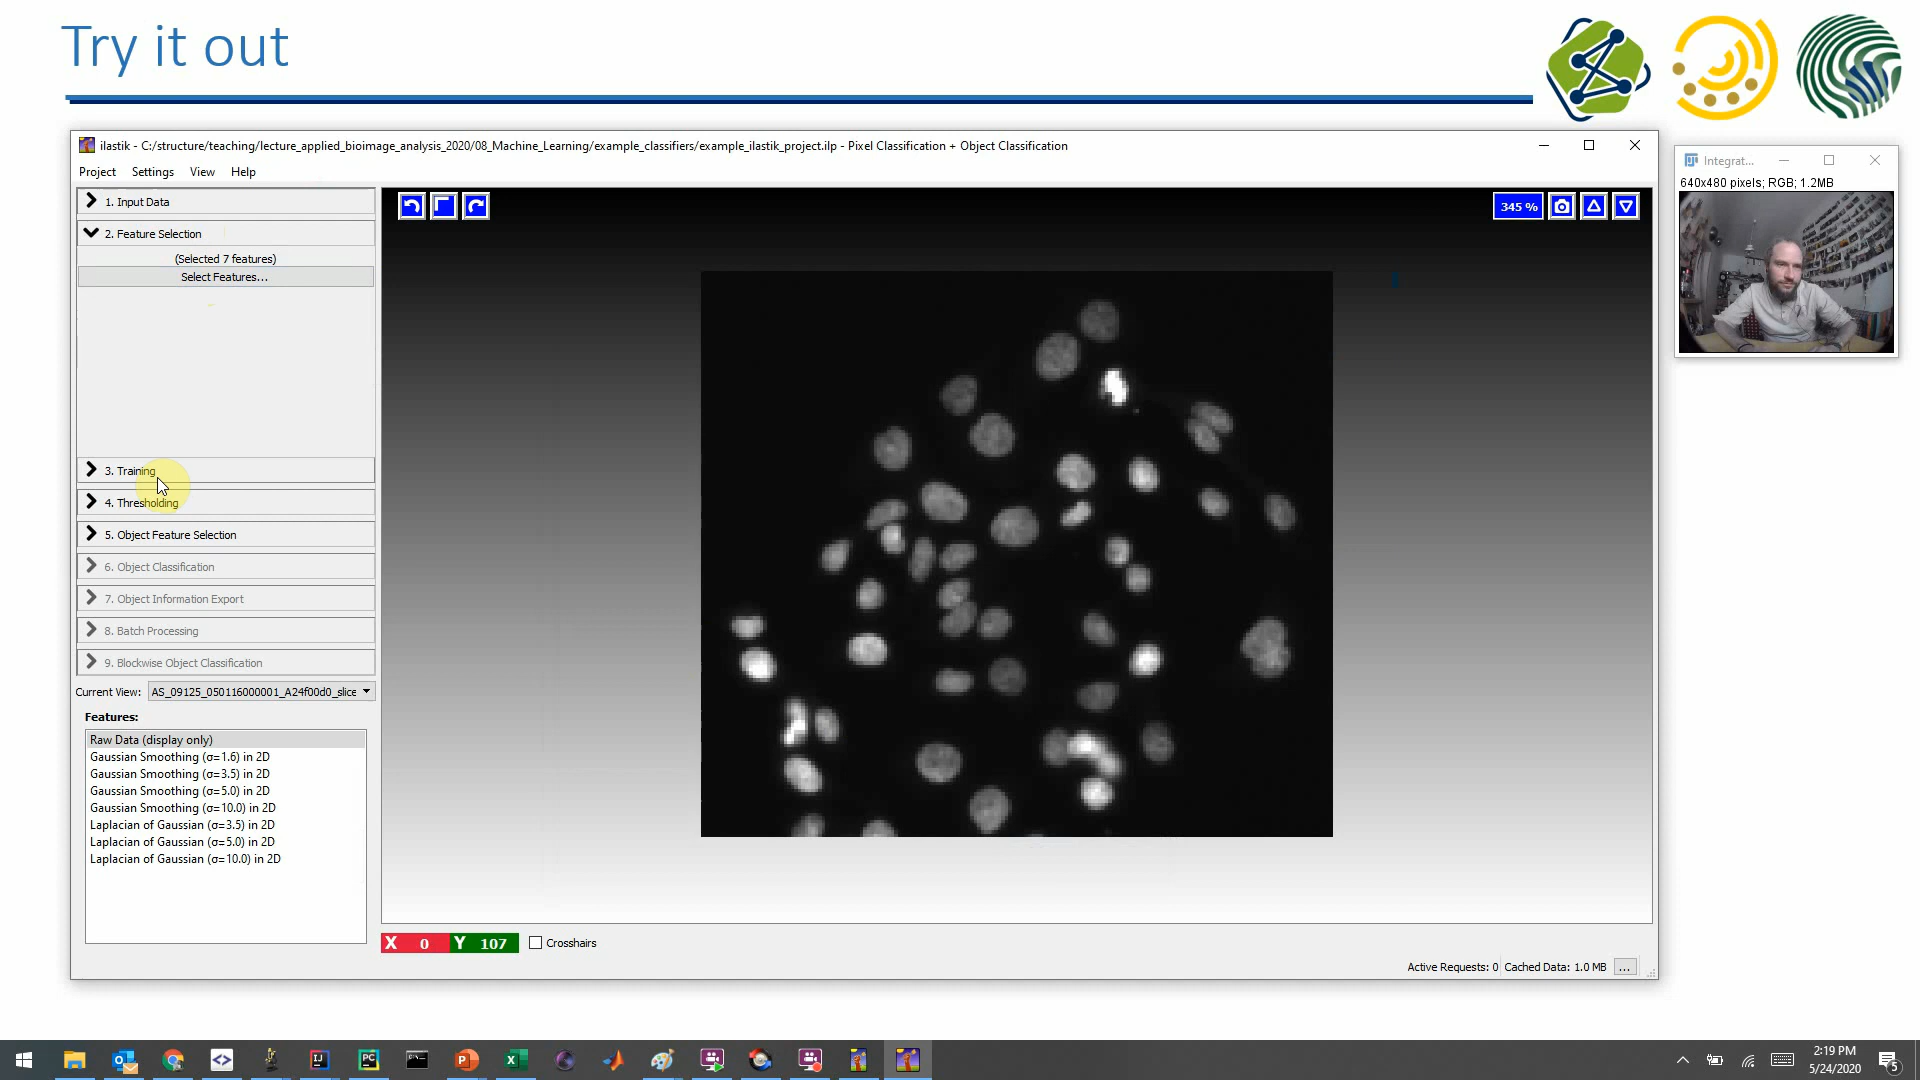 Try it out
ilastik - C:/structure/teaching/lecture_applied_bioimage_analysis_2020/08_Machine_Learning/example_classifiers/example_ilastik_project.ilp - Pixel Classification + Object Classification
Project Settings View Help
Integrat...
640x480 pixels; RGB; 1.2MB
1. Input Data
345 %
2. Feature Selection
(Selected 7 features)
Select Features...
3. Training
4. Thresholding
5. Object Feature Selection
6. Object Classification
7. Object Information Export
8. Batch Processing
9. Blockwise Object Classification
Current View: AS_09125_050116000001_A24f00d0_slice
Features:
Raw Data (display only)
Gaussian Smoothing (σ=1.6) in 2D
Gaussian Smoothing (σ=3.5) in 2D
Gaussian Smoothing (σ=5.0) in 2D
Gaussian Smoothing (σ=10.0) in 2D
Laplacian of Gaussian (σ=3.5) in 2D
Laplacian of Gaussian (σ=5.0) in 2D
Laplacian of Gaussian (σ=10.0) in 2D
X 0 Y 107 Crosshairs
Active Requests: 0 Cached Data: 1.0 MB ...
IJ PC P X
2:19 PM
5/24/2020
5